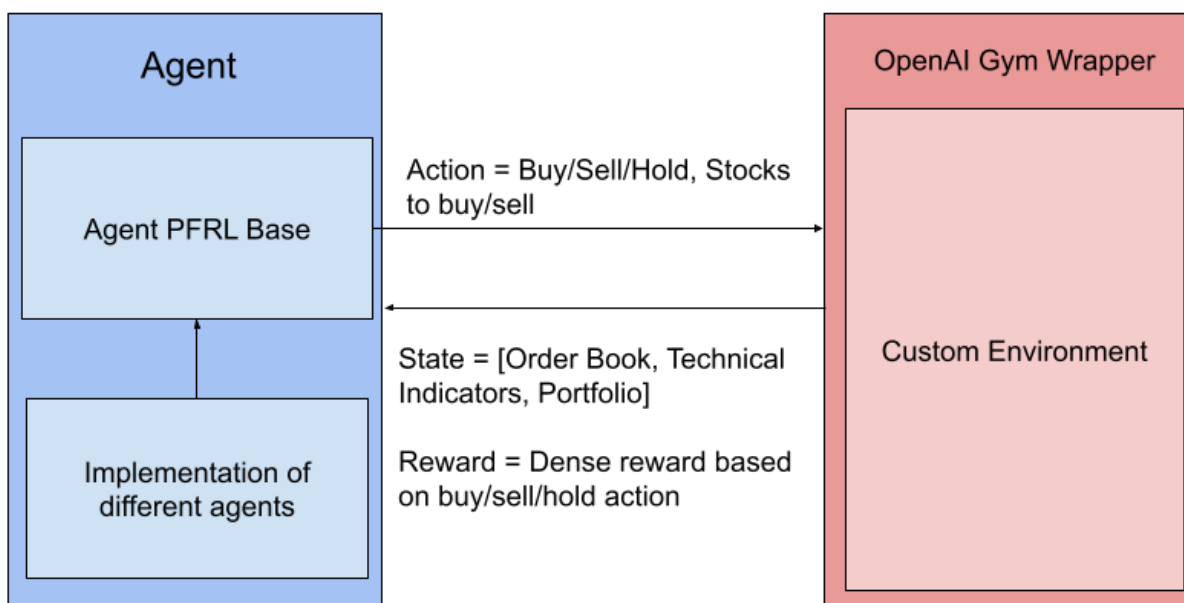 Agent
Agent PFRL Base
Implementation of
different agents
Action = Buy/Sell/Hold, Stocks
to buy/sell
State = [Order Book, Technical
Indicators, Portfolio]
Reward = Dense reward based
on buy/sell/hold action
OpenAI Gym Wrapper
Custom Environment